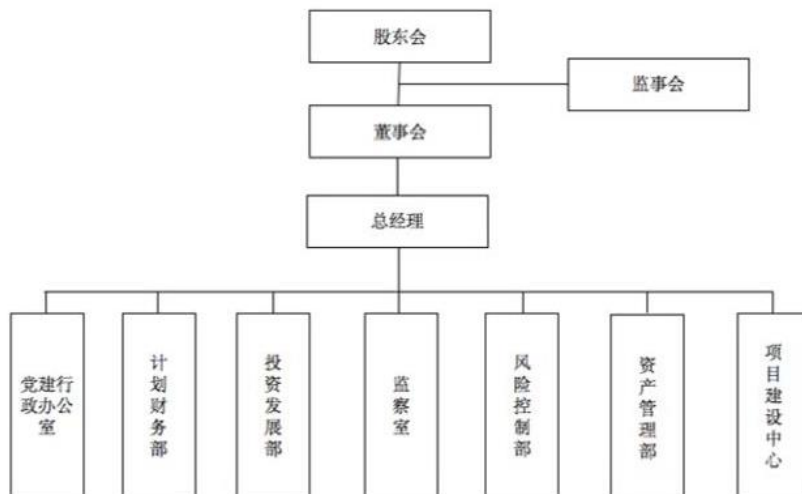 股东会
监事会
董事会
总经理
党建行
政办公
室
计划财务部
投资发展部
监察室
风险控制部
资产管理部
项目建设中心